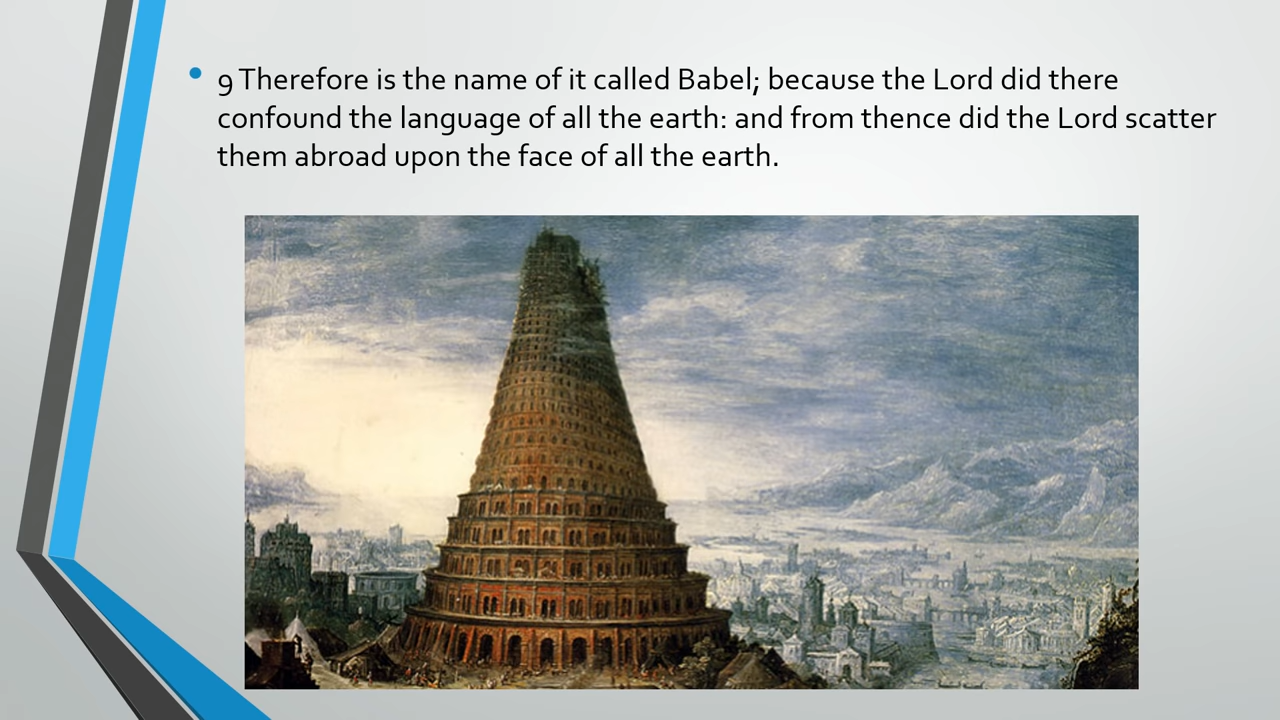 9 Therefore is the name of it called Babel; because the Lord did there
confound the language of all the earth: and from thence did the Lord scatter
them abroad upon the face of all the earth.